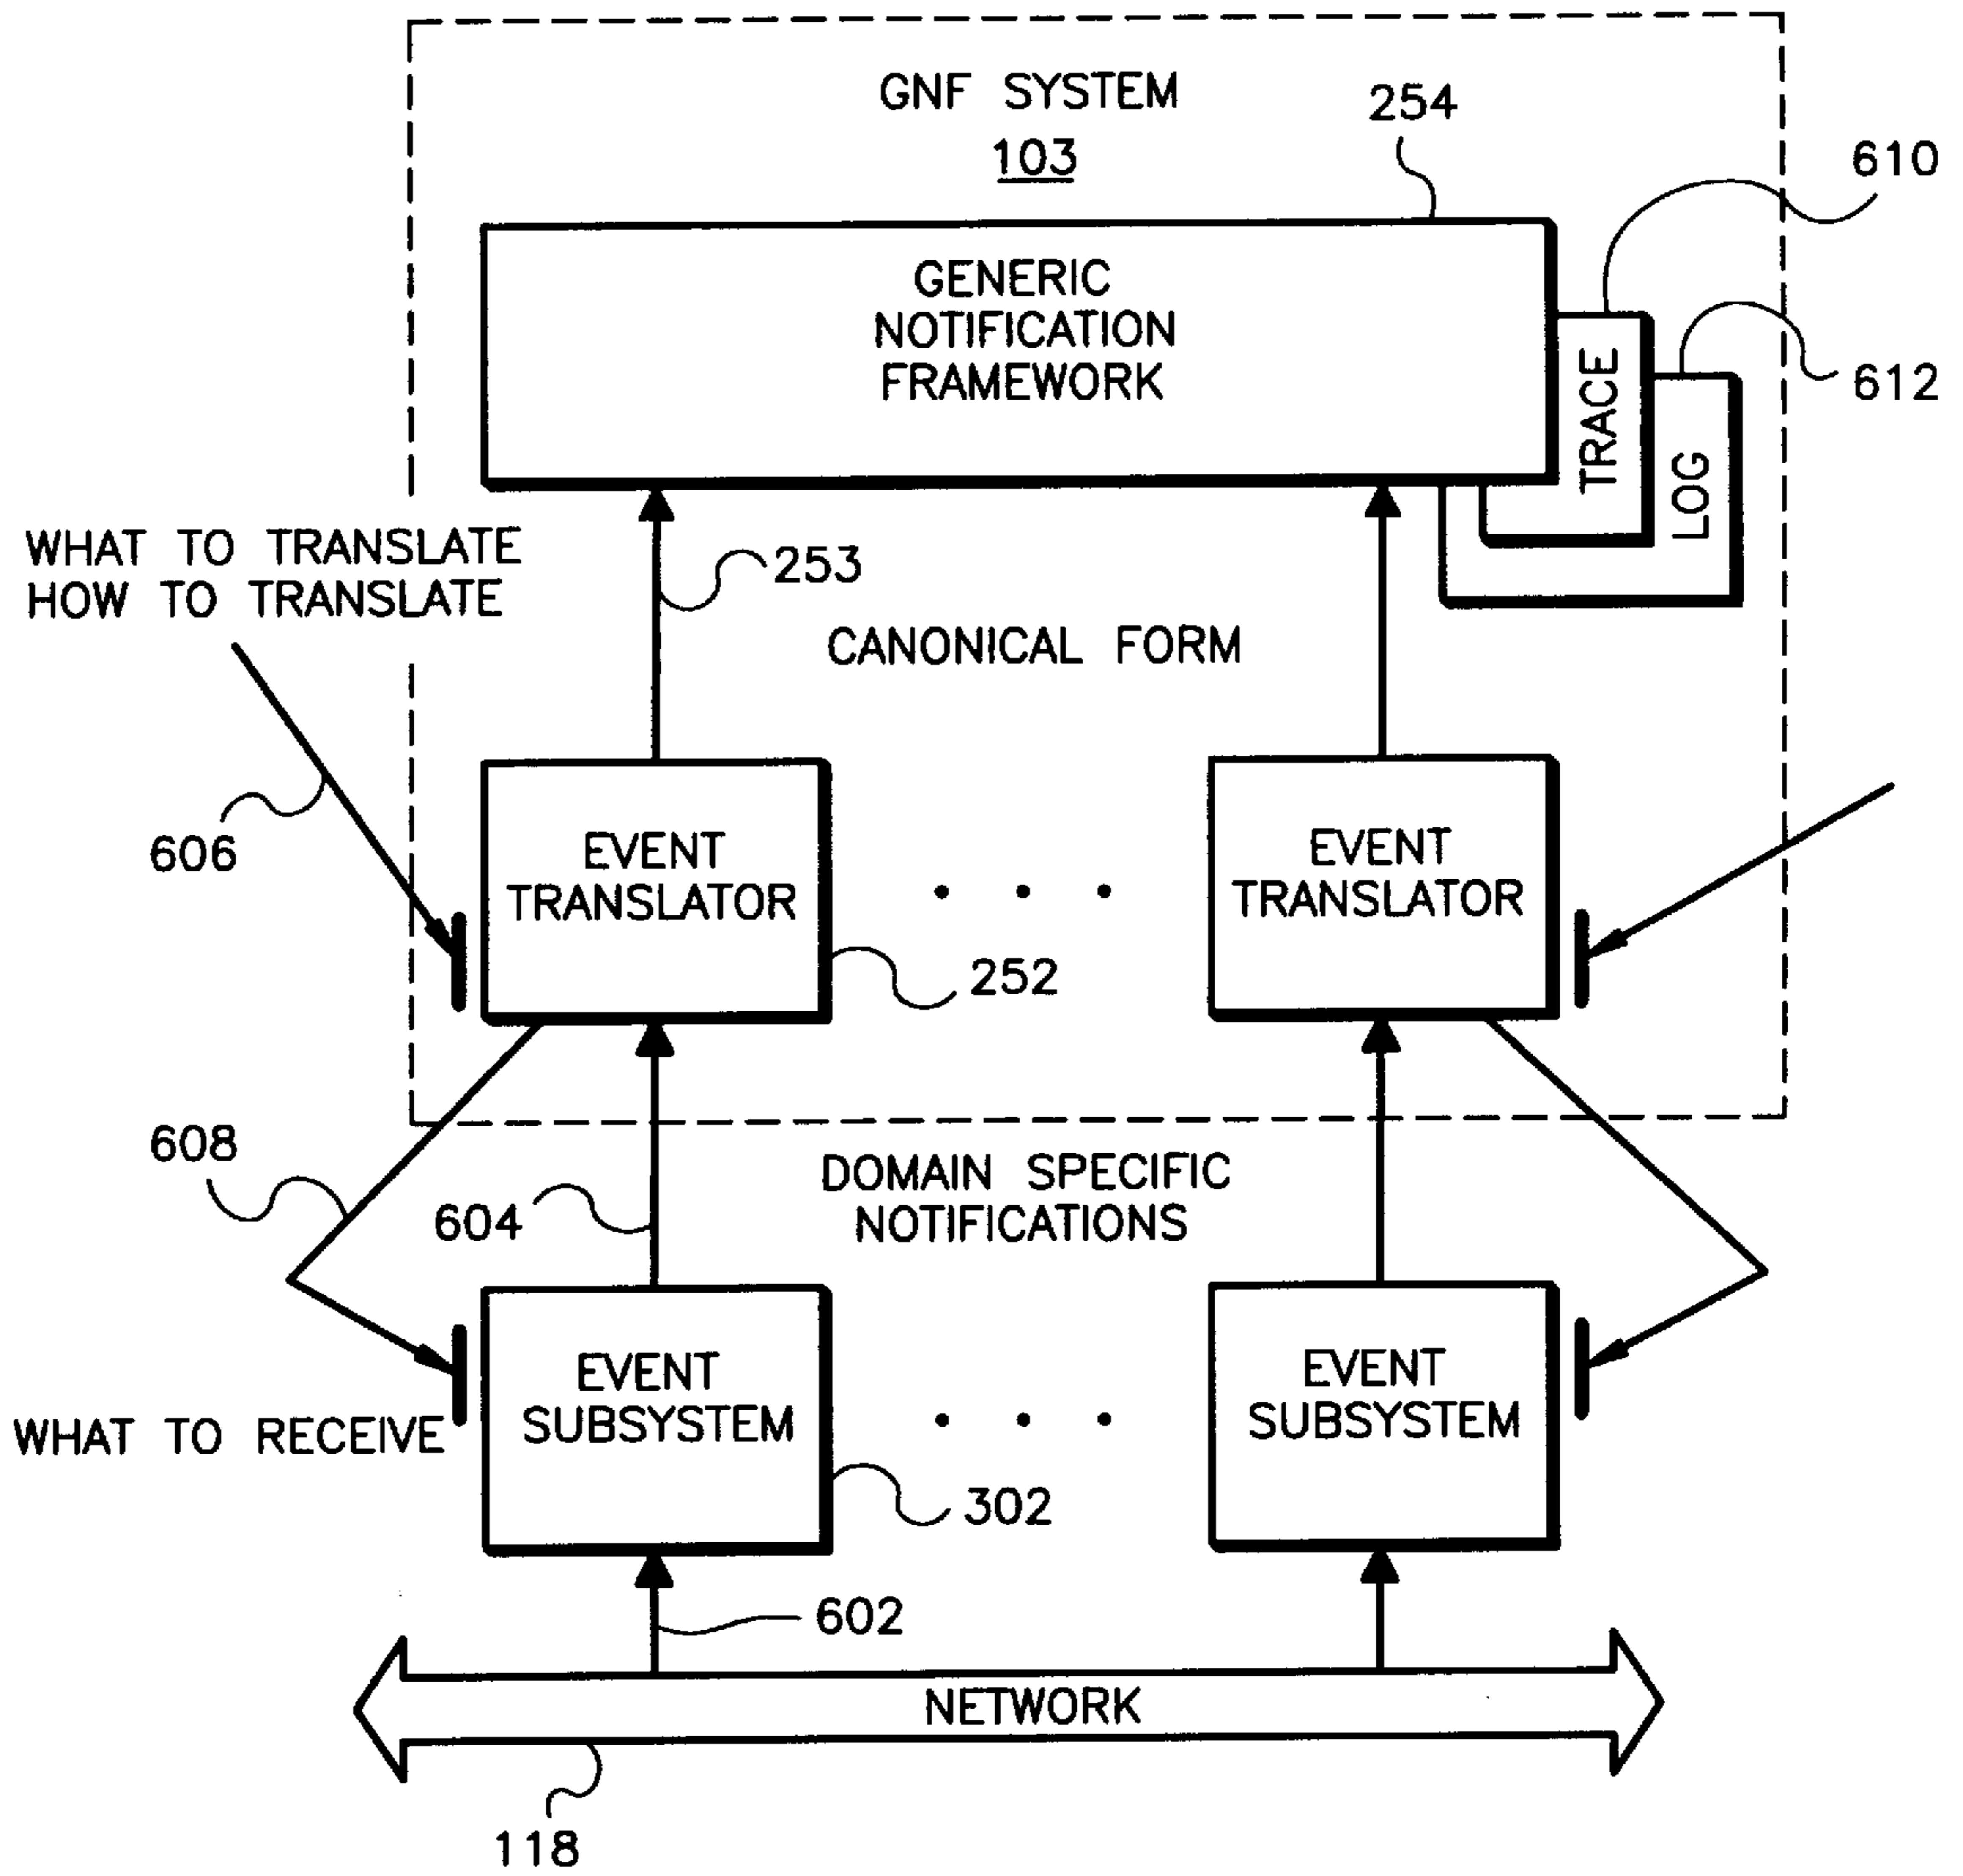 GNF SYSTEM
103
254
610
GENERIC
NOTIFICATION
FRAMEWORK
TRACE
LOG
612
WHAT TO TRANSLATE
HOW TO TRANSLATE
253
CANONICAL FORM
606
EVENT
TRANSLATOR
. . .
EVENT
TRANSLATOR
252
608
604
DOMAIN SPECIFIC
NOTIFICATIONS
WHAT TO RECEIVE
EVENT
SUBSYSTEM
. . .
EVENT
SUBSYSTEM
302
602
NETWORK
118